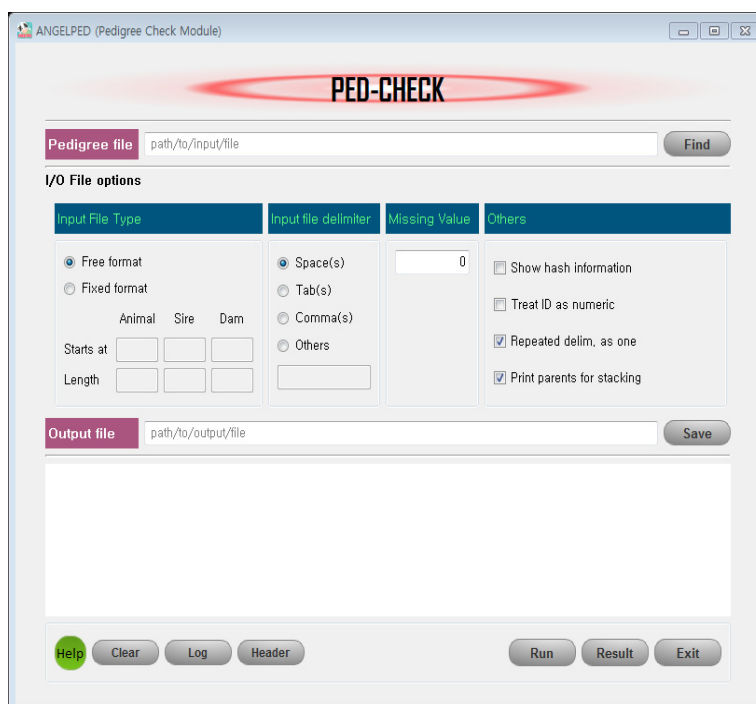 ANGELPED (Pedigree Check Module)
PED-CHECK
Pedigree file path/to/input/file Find
I/O File options
Input File Type Input file delimiter Missing Value Others
Free format Space(s) 0 Show hash information
Fixed format Tab(s) Treat ID as numeric
Animal Sire Dam Comma(s) Repeated delim, as one
Starts at Others
Length Print parents for stacking
Output file path/to/output/file Save
Help Clear Log Header Run Result Exit